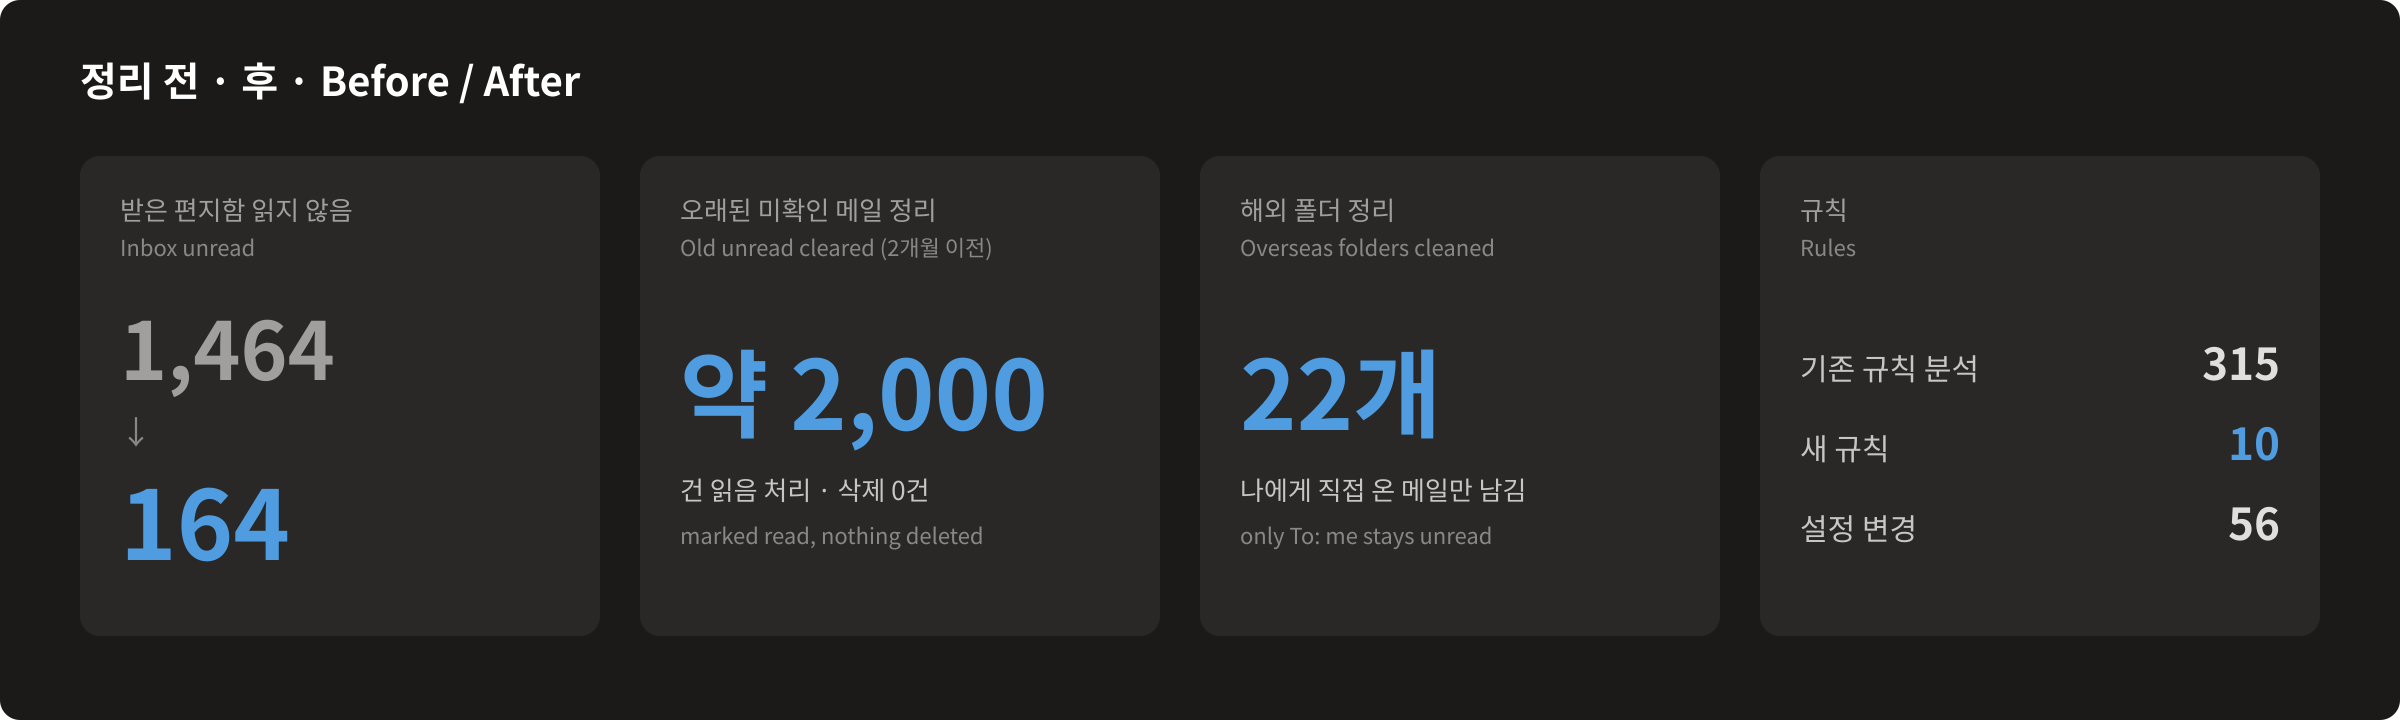 정리 전 · 후 · Before / After
받은 편지함 읽지 않음
Inbox unread
1,464
↓
164
오래된 미확인 메일 정리
Old unread cleared (2개월 이전)
약 2,000
건 읽음 처리 · 삭제 0건
marked read, nothing deleted
해외 폴더 정리
Overseas folders cleaned
22개
나에게 직접 온 메일만 남김
only To: me stays unread
규칙
Rules
기존 규칙 분석 315
새 규칙 10
설정 변경 56